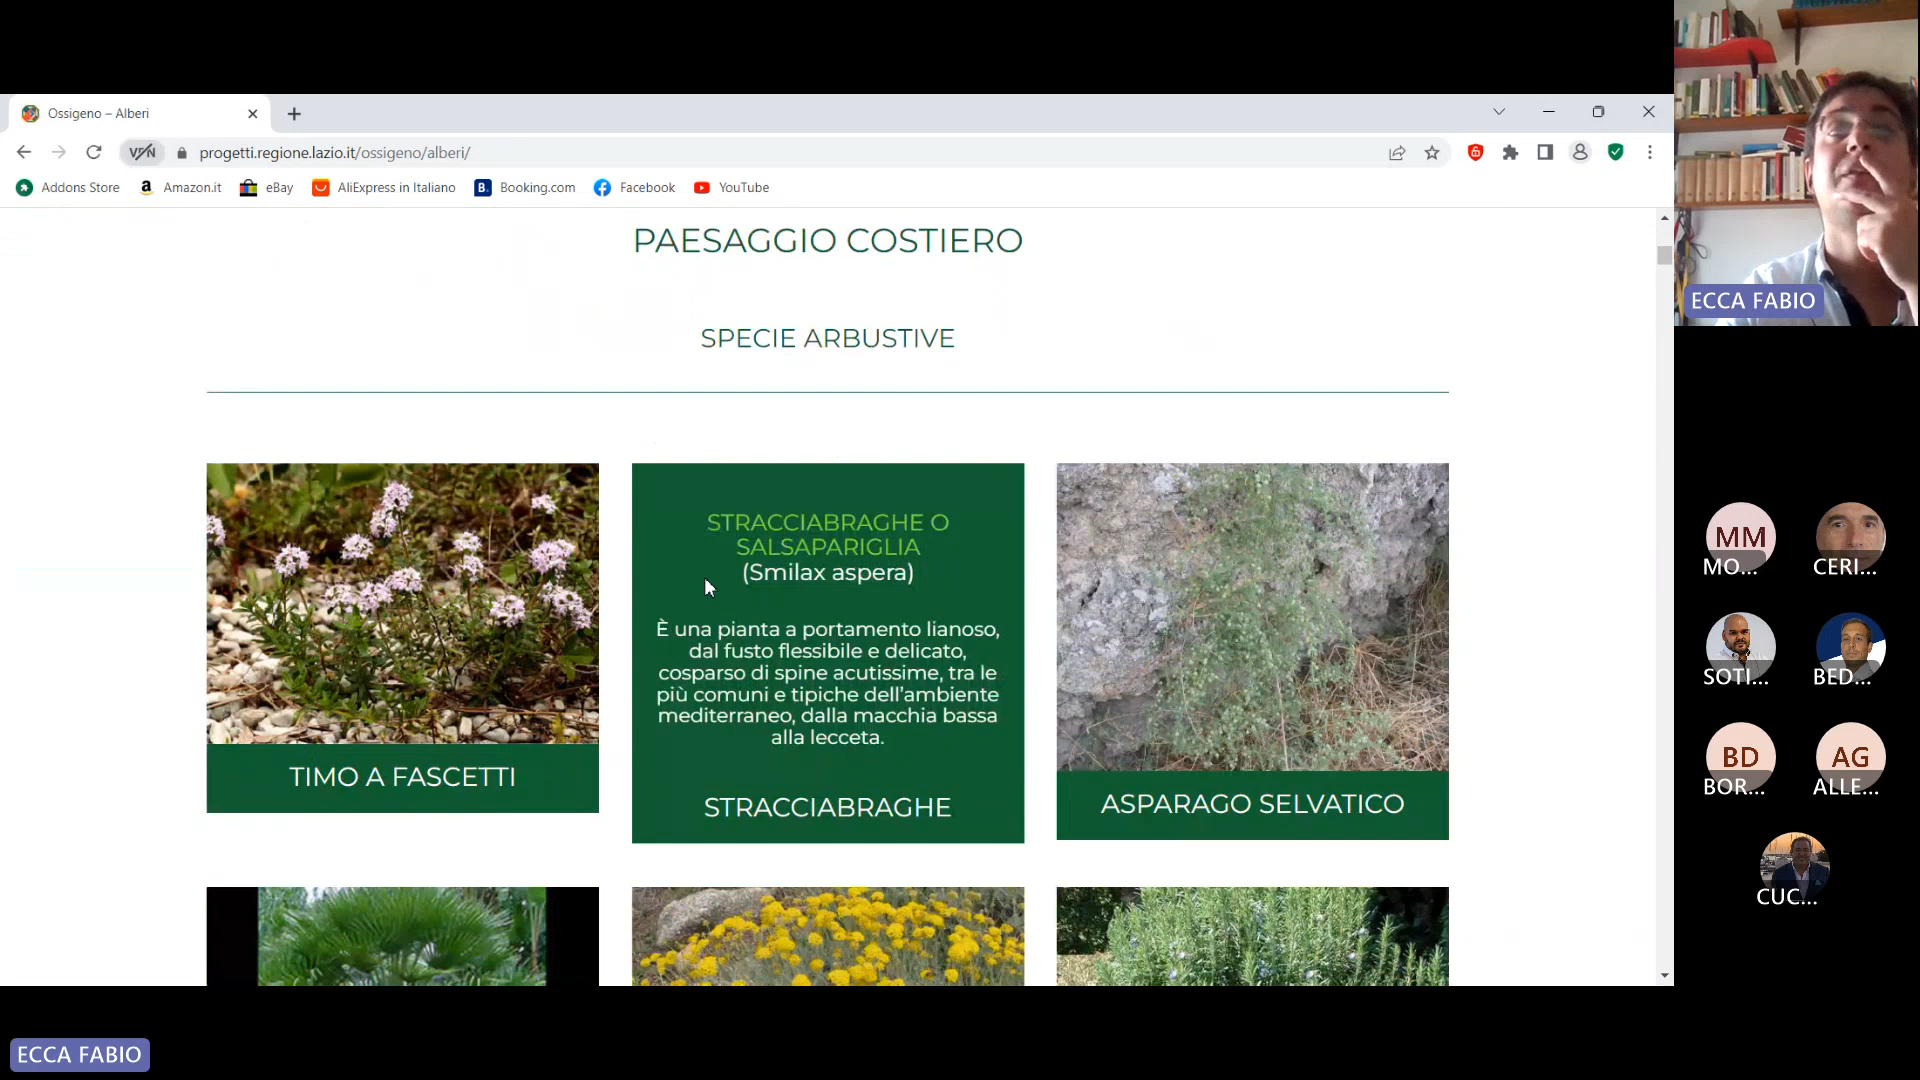 Ossigeno – Alberi
VPN
progetti.regione.lazio.it/ossigeno/alberi/
Addons Store
Amazon.it
eBay
AliExpress in Italiano
Booking.com
Facebook
YouTube
PAESAGGIO COSTIERO
SPECIE ARBUSTIVE
TIMO A FASCETTI
STRACCIABRAGHE O
SALSAPARIGLIA
(Smilax aspera)
È una pianta a portamento lianoso,
dal fusto flessibile e delicato,
cosparso di spine acutissime, tra le
più comuni e tipiche dell'ambiente
mediterraneo, dalla macchia bassa
alla lecceta.
STRACCIABRAGHE
ASPARAGO SELVATICO
ECCA FABIO
MM
MO...
CERI...
SOTI...
BED...
BD
BOR...
AG
ALLE...
CUC...
ECCA FABIO